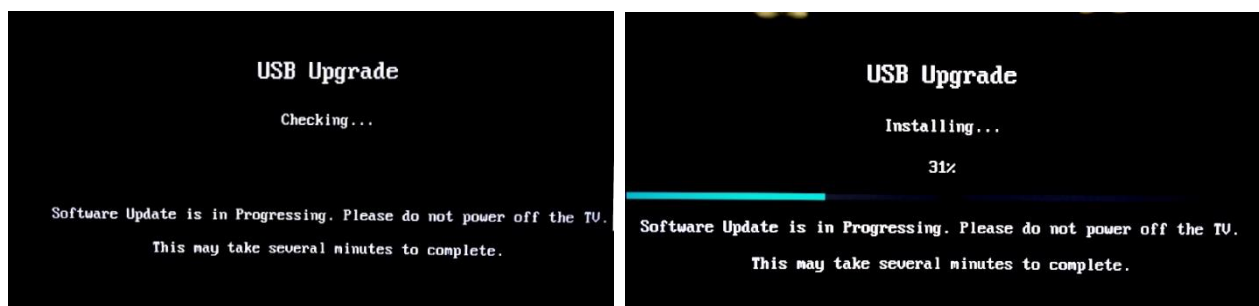 USB Upgrade
Checking...
Software Update is in Progressing. Please do not power off the TV.
This may take several minutes to complete.
USB Upgrade
Installing...
31%
Software Update is in Progressing. Please do not power off the TV.
This may take several minutes to complete.